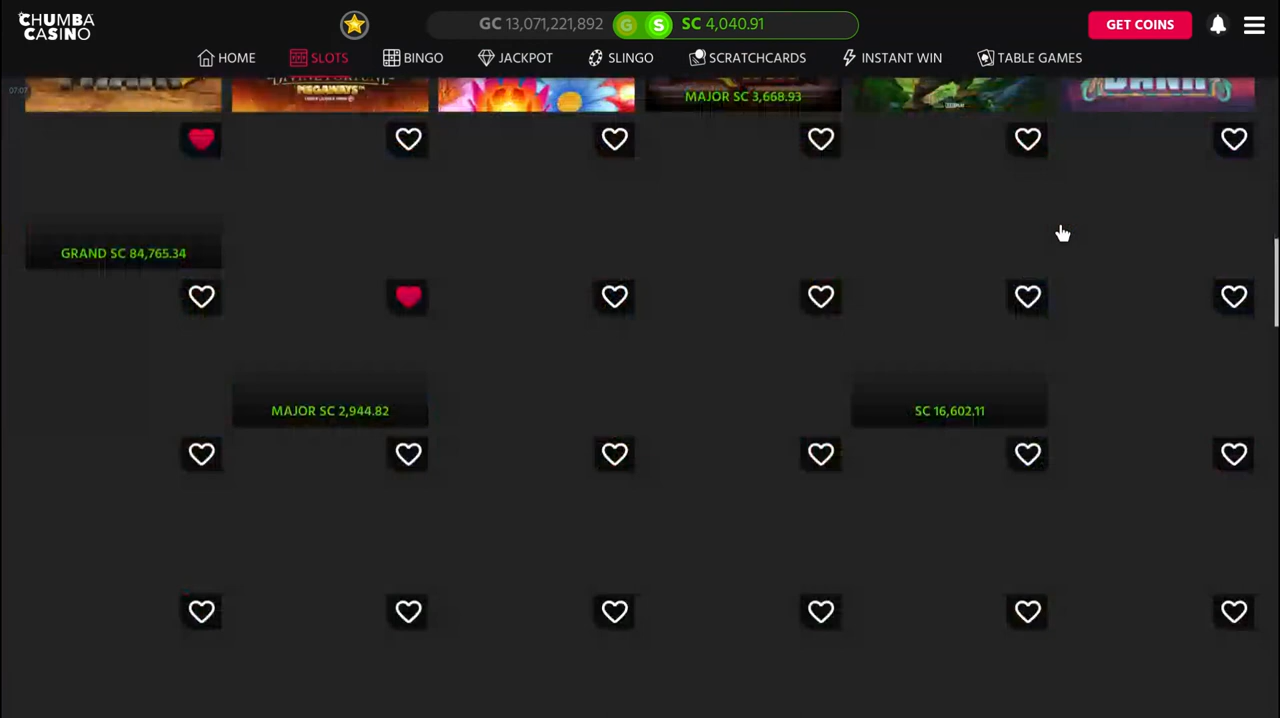 CHUMBA
CASINO
GC 13,071,221,892
G
S
SC 4,040.91
GET COINS
HOME
SLOTS
BINGO
JACKPOT
SLINGO
SCRATCHCARDS
INSTANT WIN
TABLE GAMES
07:07
MEGAWAYS
MAJOR SC 3,668.93
GRAND SC 84,765.34
MAJOR SC 2,944.82
SC 16,602.11